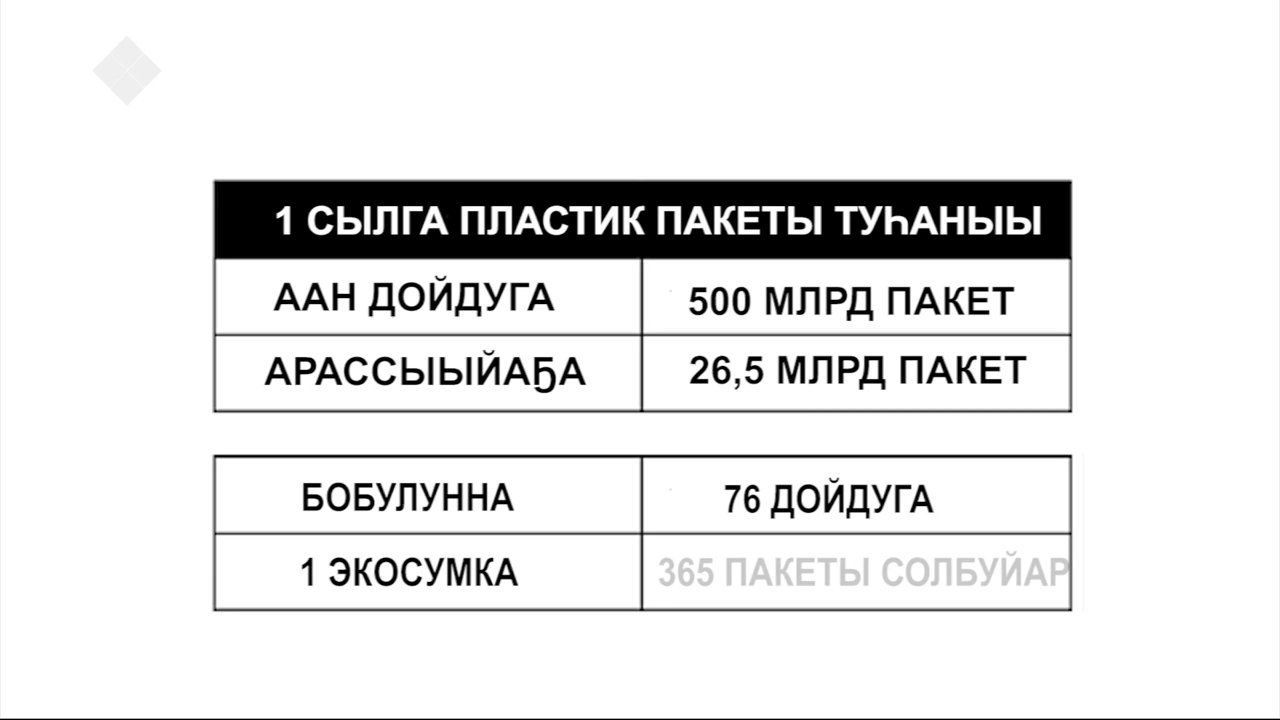 1 СЫЛГА ПЛАСТИК ПАКЕТЫ ТУҺАНЫЫ
ААН ДОЙДУГА 500 МЛРД ПАКЕТ
АРАССЫЫЙАҔА 26,5 МЛРД ПАКЕТ
БОБУЛУННА 76 ДОЙДУГА
1 ЭКОСУМКА 365 ПАКЕТЫ СОЛБУЙАР